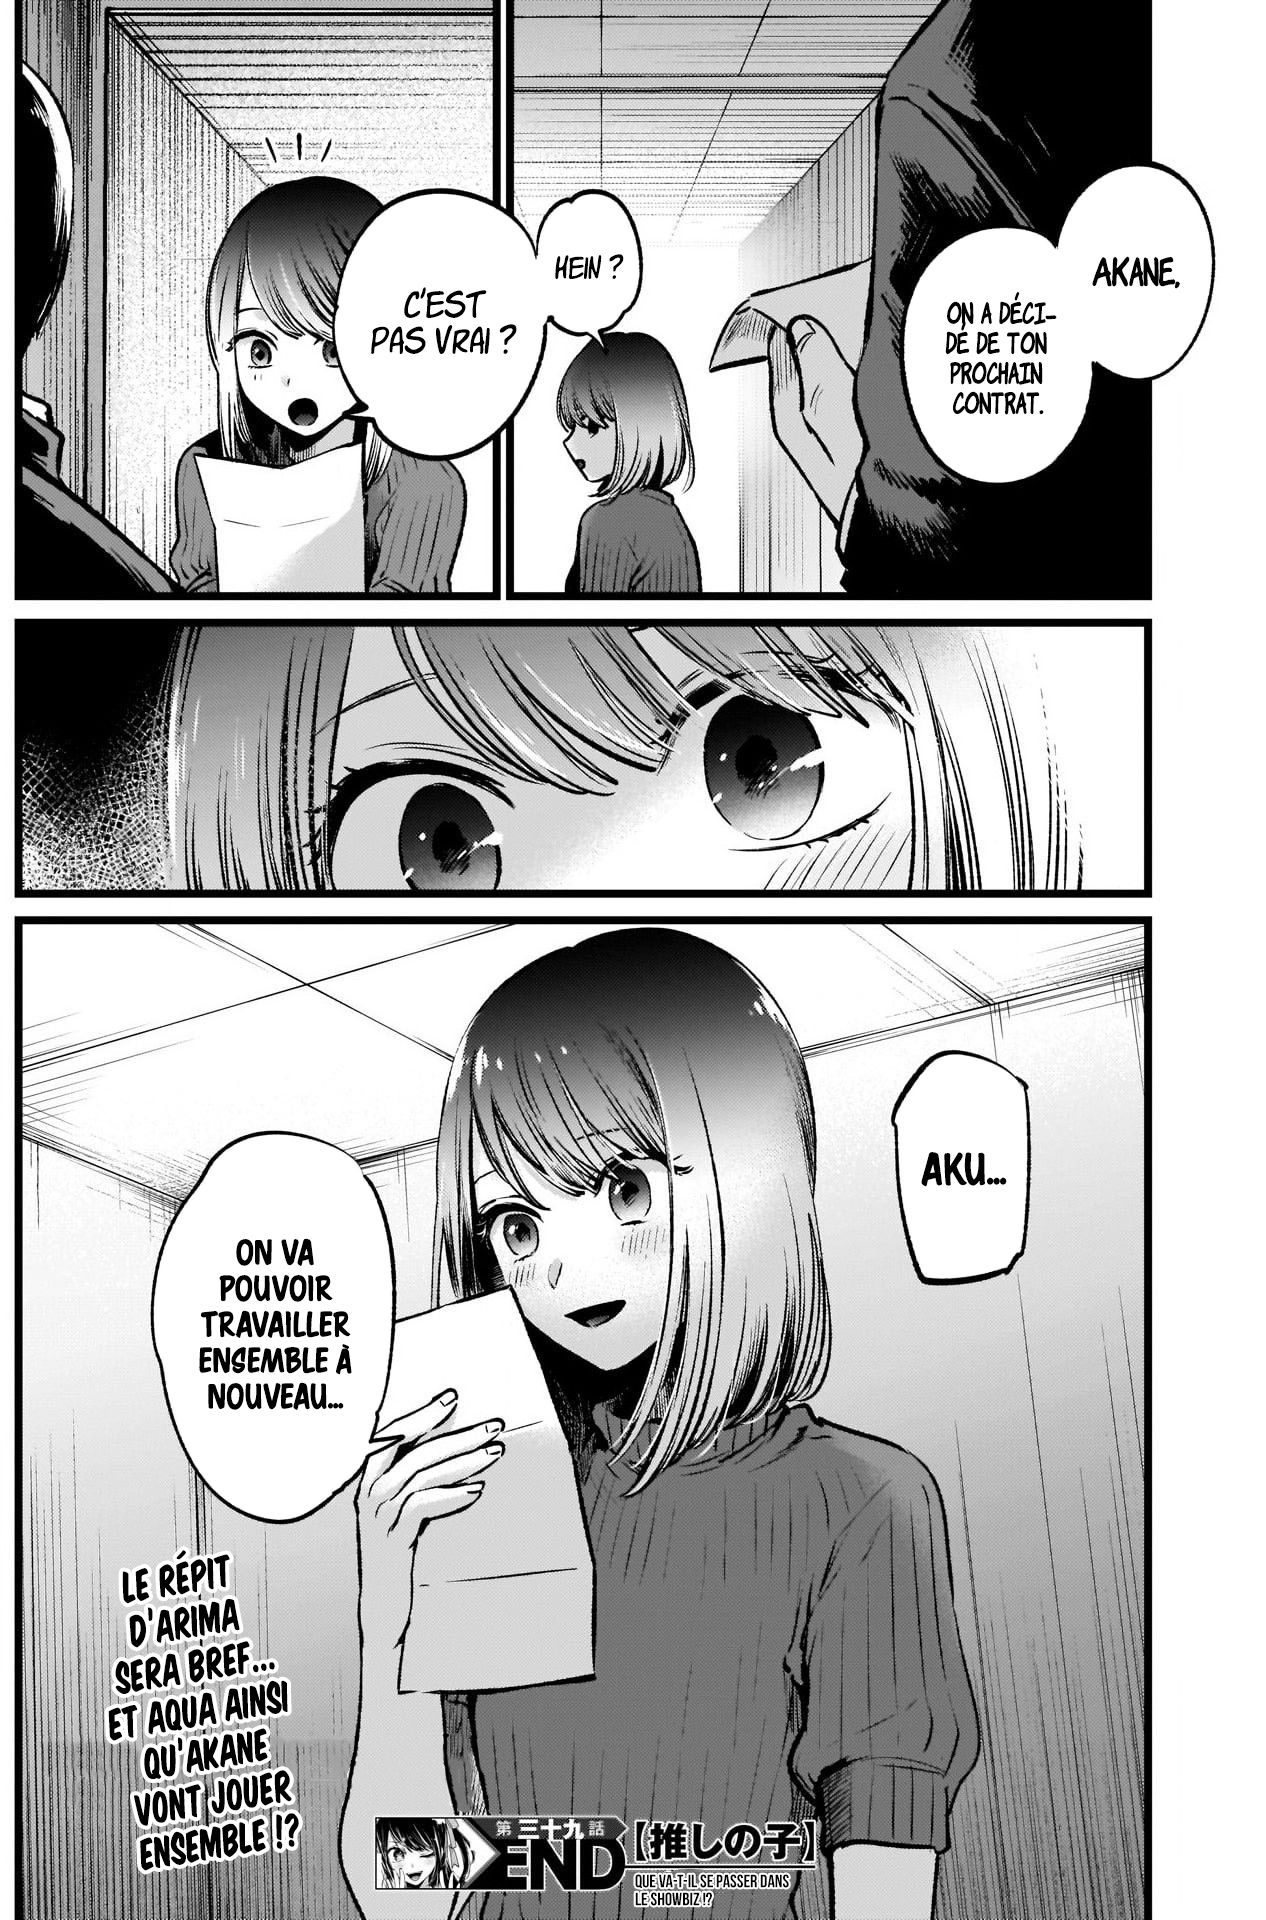 AKANE,
ON A DÉCI-
DÉ DE TON
PROCHAIN
CONTRAT.
HEIN ?
C'EST
PAS VRAI ?
AKU...
ON VA
POUVOIR
TRAVAILLER
ENSEMBLE À
NOUVEAU...
LE RÉPIT
D'ARIMA
SERA BREF...
ET AQUA AINSI
QU'AKANE
VONT JOUER
ENSEMBLE !?
第三十九話
END
【推しの子】
QUE VA-T-IL SE PASSER DANS
LE SHOWBIZ !?